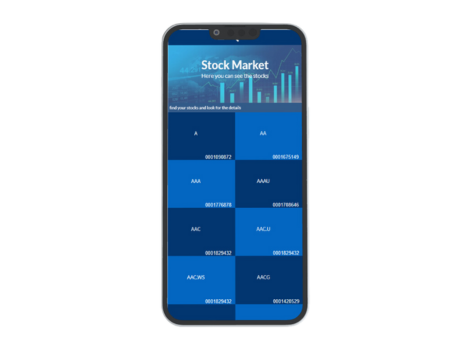 Stock Market
Here you can see the stocks
find your stocks and look for the details
A
AA
0001090872
0001675149
AAA
AAAU
0001776878
0001708646
AAC
AAC.U
0001829432
0001829432
AAC.WS
AACG
0001829432
0001420529